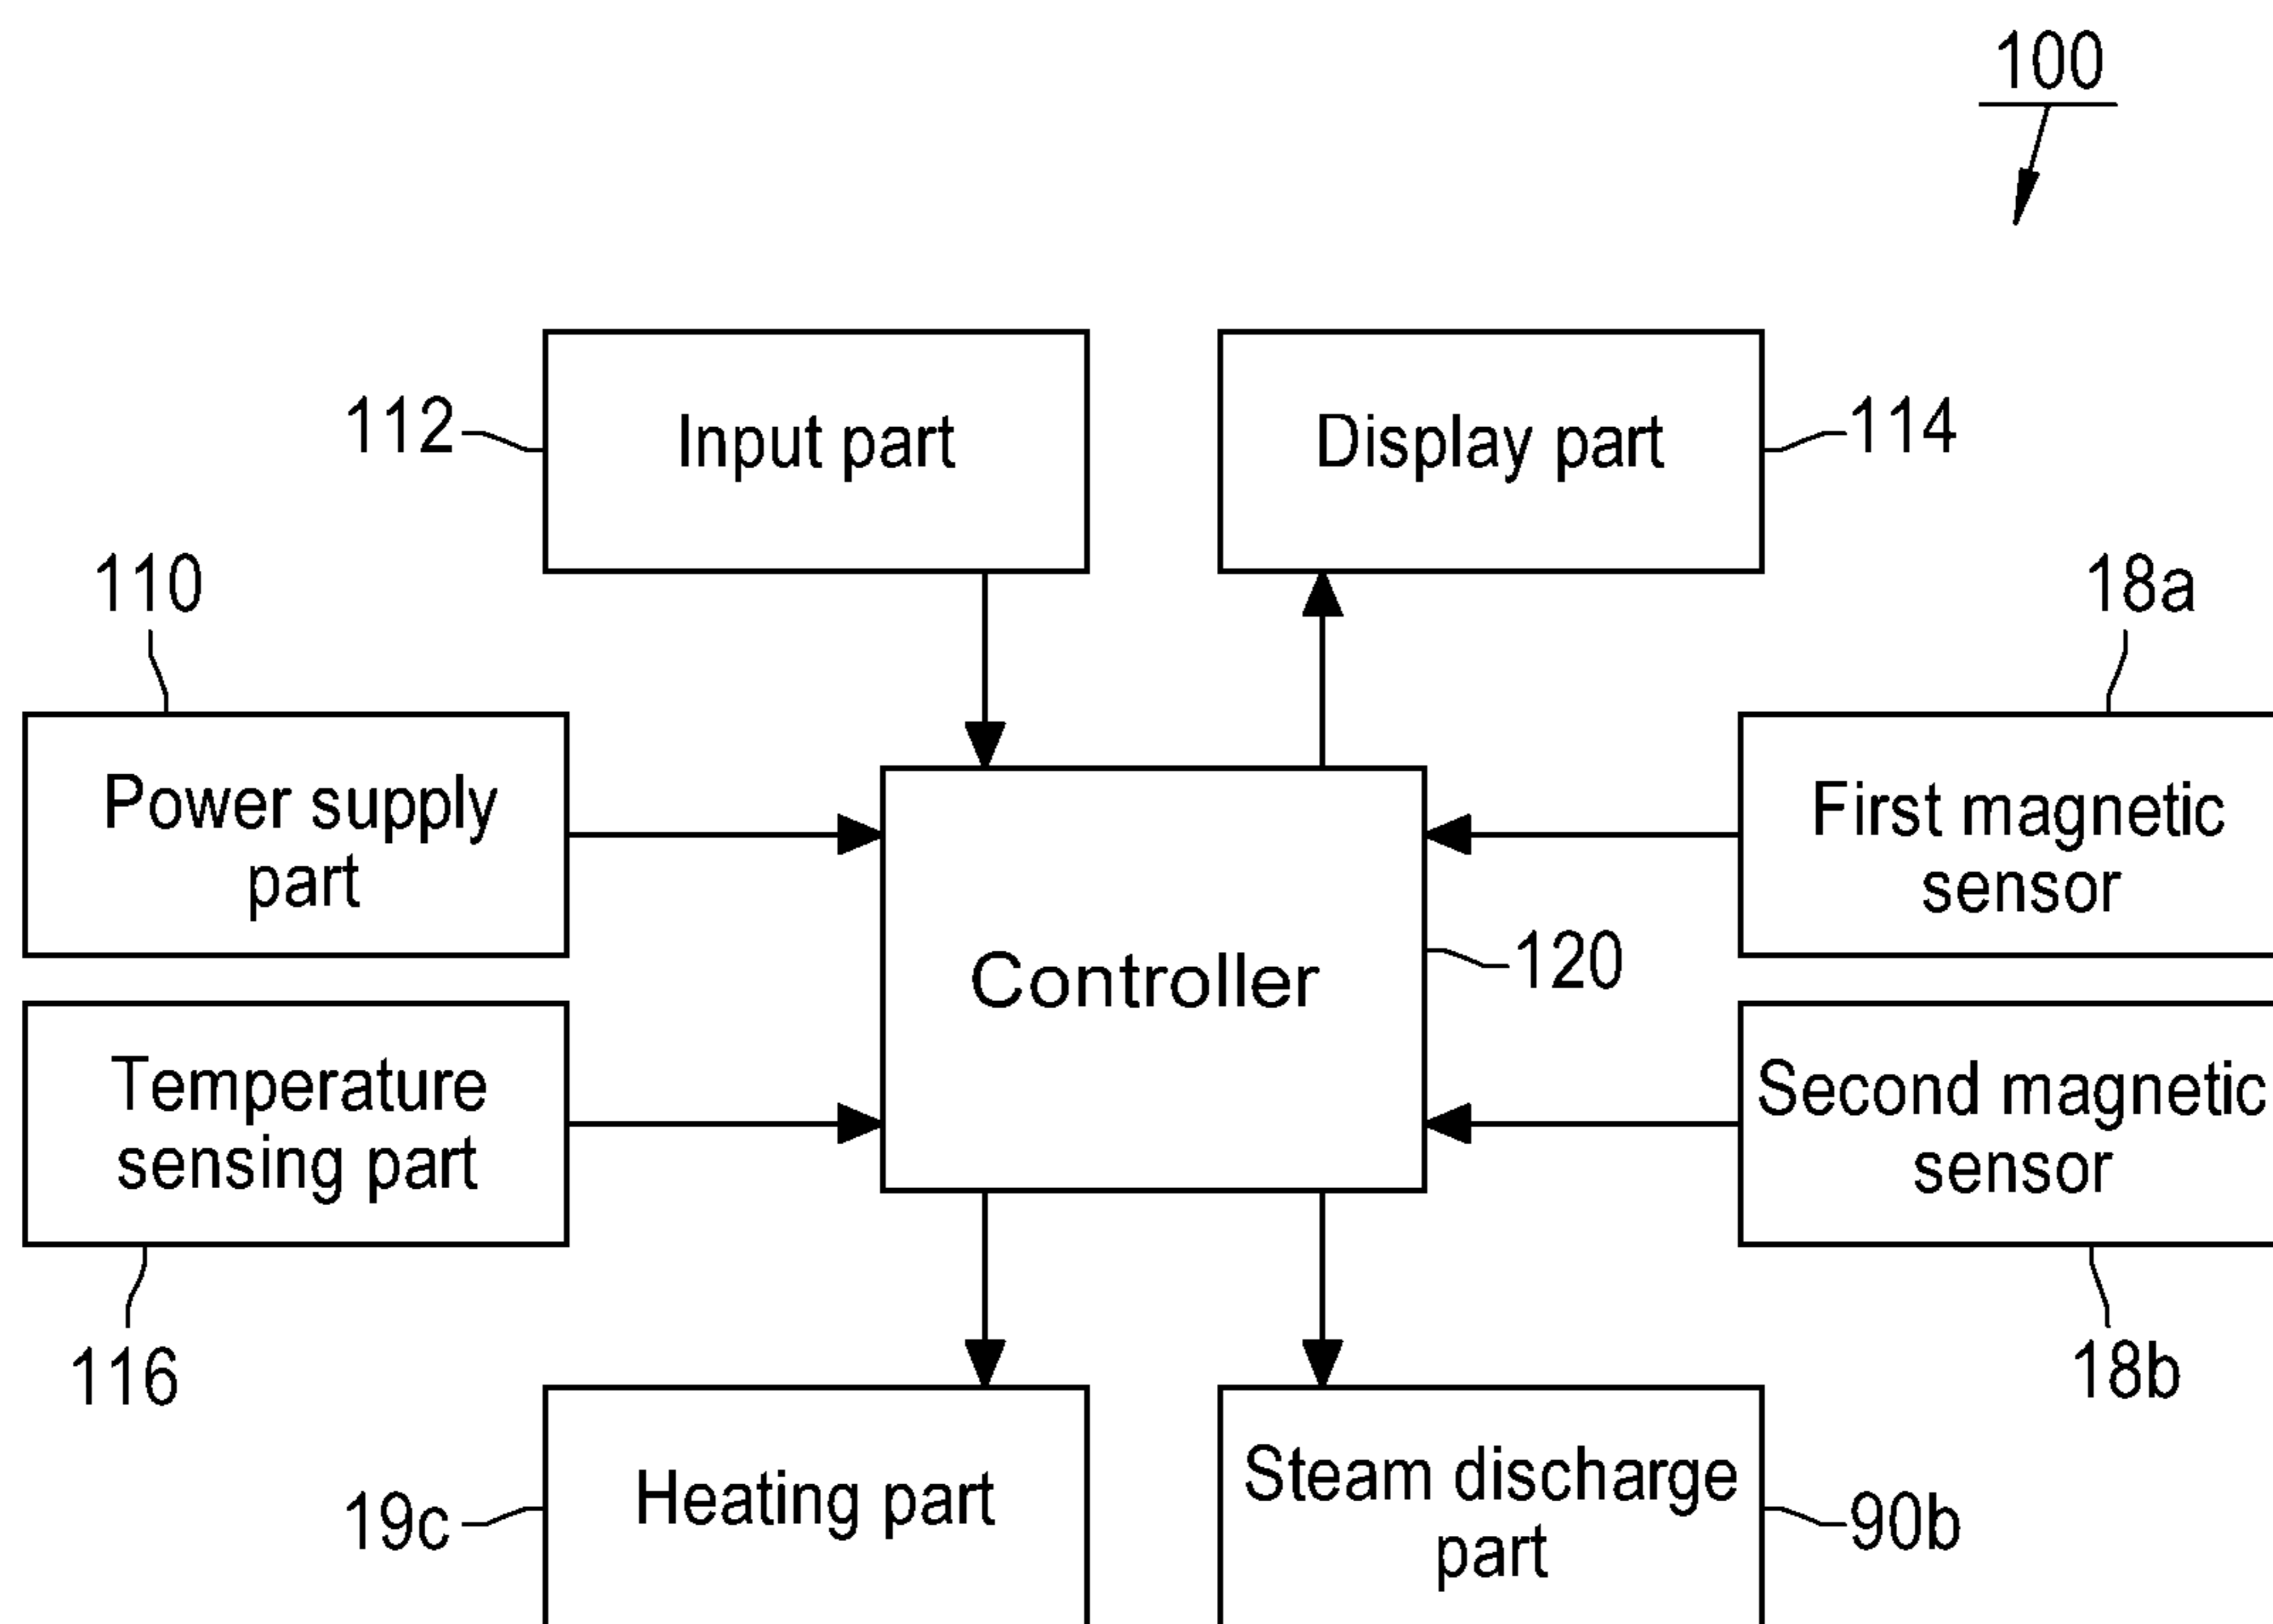 100
112
Input part
Display part
114
110
18a
Power supply
part
First magnetic
sensor
Controller
120
Temperature
sensing part
Second magnetic
sensor
116
18b
19c
Heating part
Steam discharge
part
90b